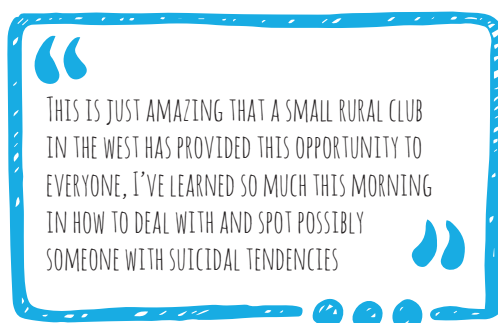 “
This is just amazing that a small rural club
in the west has provided this opportunity to
everyone, I’ve learned so much this morning
in how to deal with and spot possibly
someone with suicidal tendencies
”